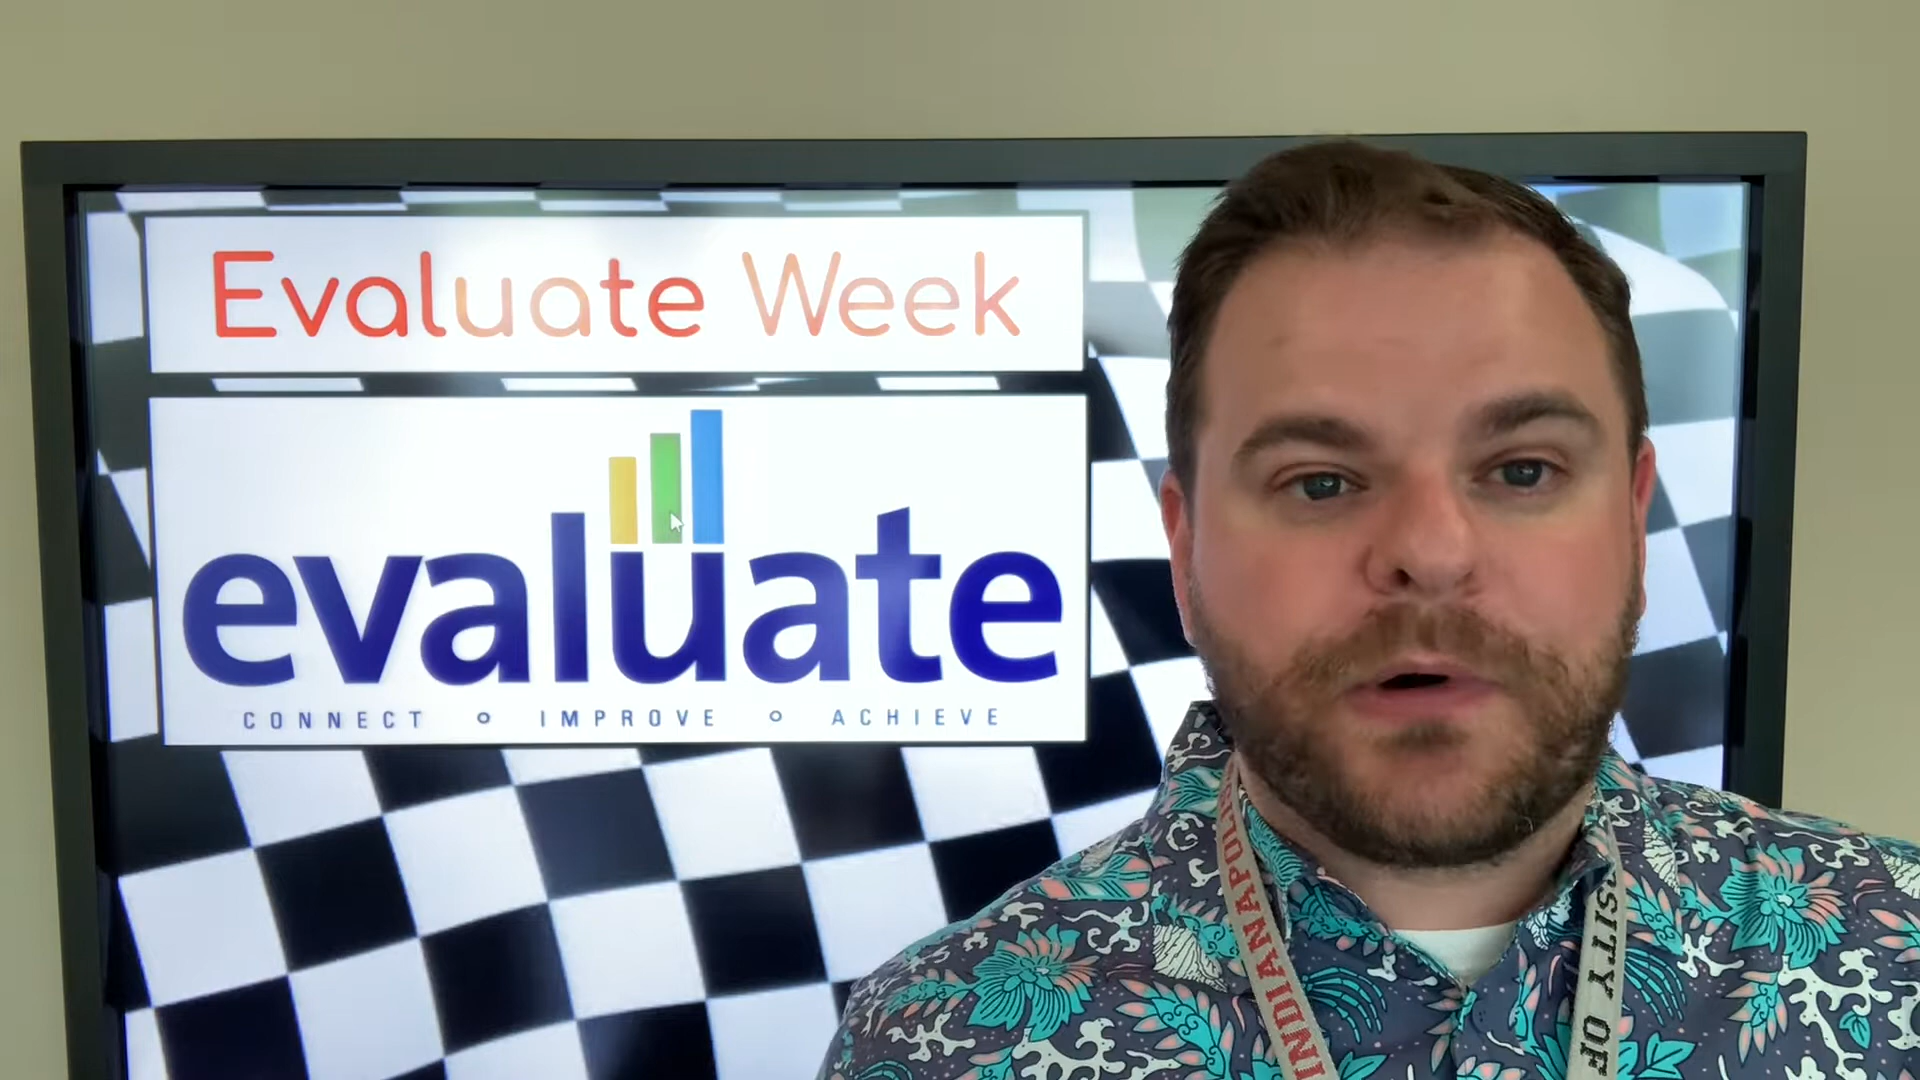 Evaluate Week
evaluate
CONNECT o IMPROVE o ACHIEVE
INDIANAPOLIS
SITY OF